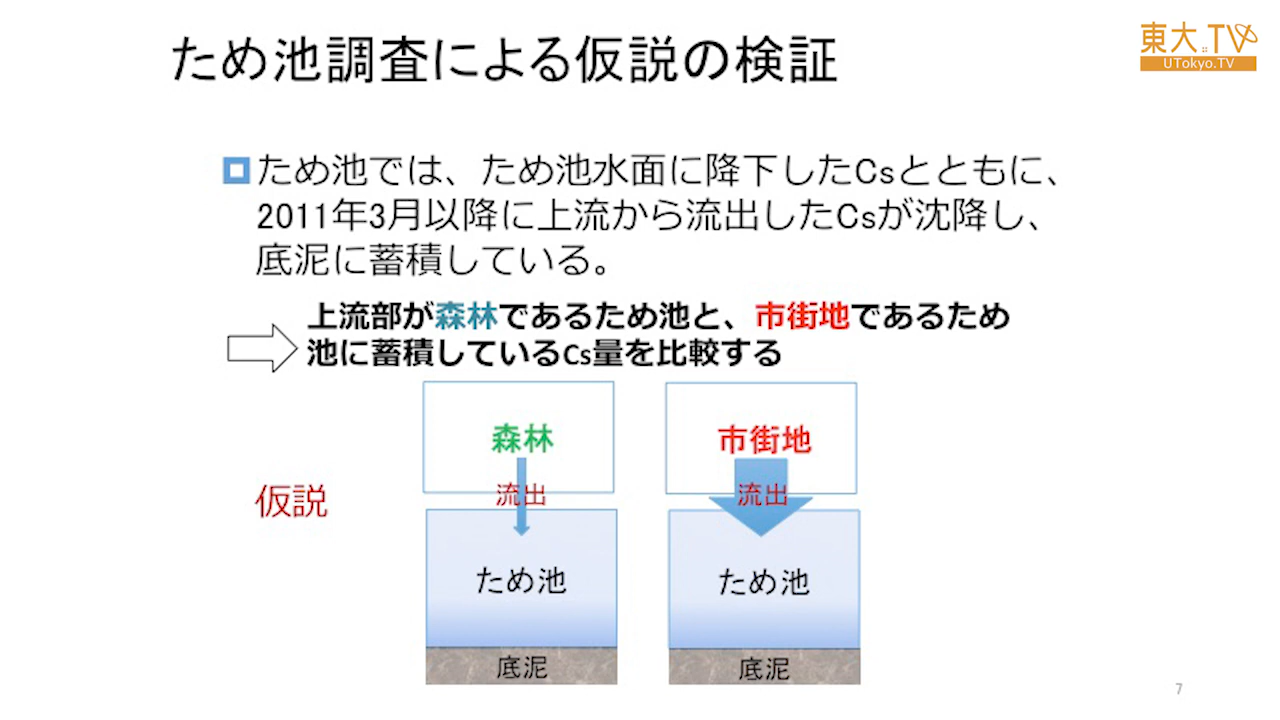 ため池調査による仮説の検証
東大.TV
UTokyo.TV
ため池では、ため池水面に降下したCsとともに、
2011年3月以降に上流から流出したCsが沈降し、
底泥に蓄積している。
上流部が森林であるため池と、市街地であるため
池に蓄積しているCs量を比較する
森林
市街地
仮説
流出
流出
ため池
ため池
底泥
底泥
7